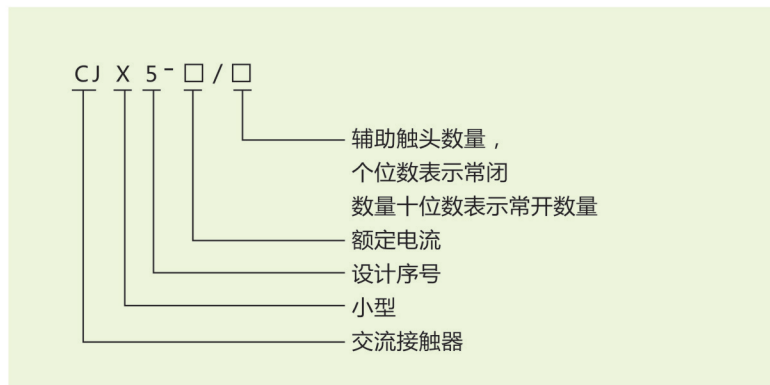 CJ X 5-□/□
辅助触头数量，
个位数表示常闭
数量十位数表示常开数量
额定电流
设计序号
小型
交流接触器